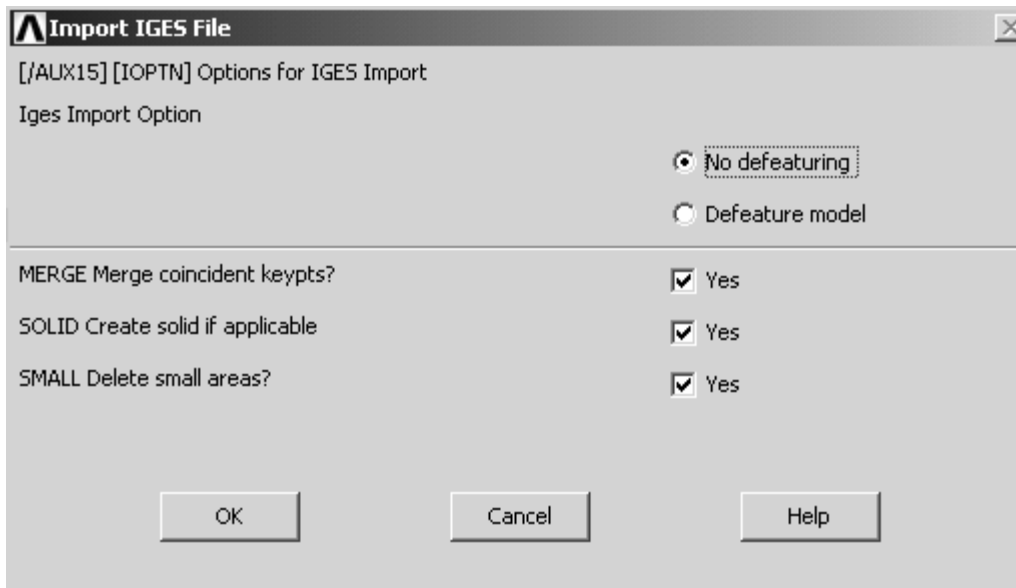 Import IGES File
[/AUX15] [IOPTN] Options for IGES Import
Iges Import Option
No defeaturing
Defeature model
MERGE Merge coincident keypts? Yes
SOLID Create solid if applicable Yes
SMALL Delete small areas? Yes
OK Cancel Help